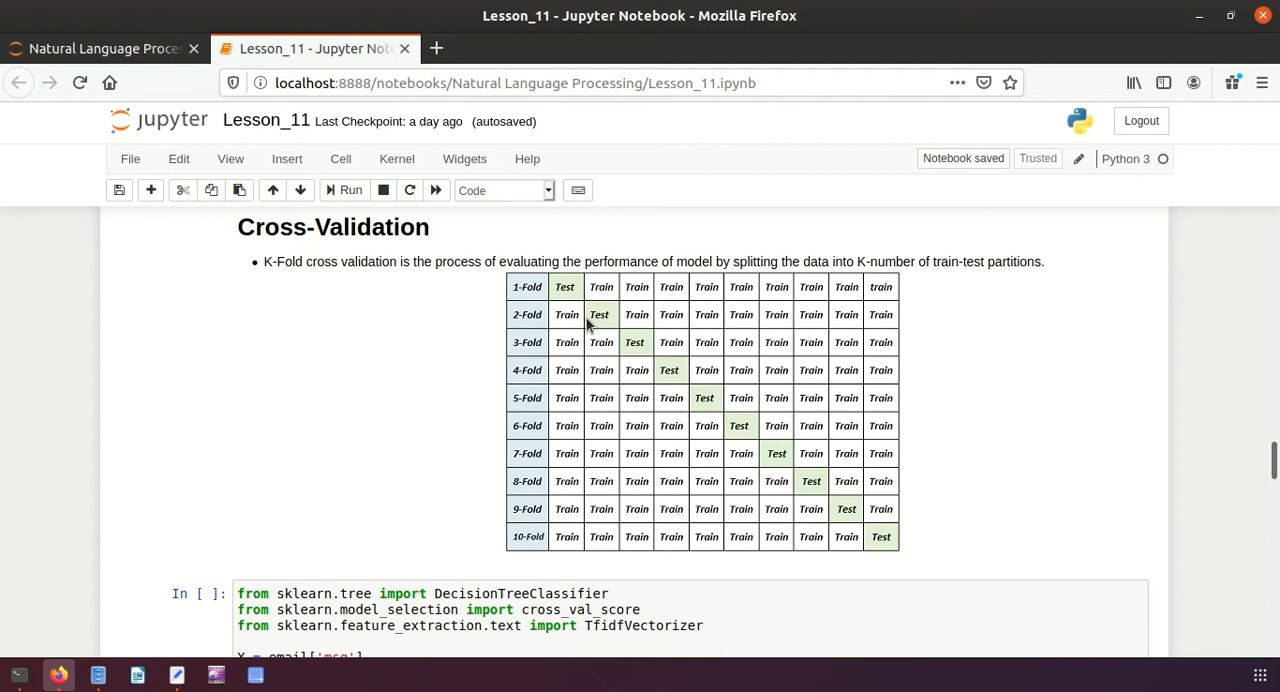 Lesson_11 - Jupyter Notebook - Mozilla Firefox
Natural Language Proces
Lesson_11 - Jupyter Note
localhost:8888/notebooks/Natural Language Processing/Lesson_11.ipynb
jupyter Lesson_11 Last Checkpoint: a day ago (autosaved)
Logout
File Edit View Insert Cell Kernel Widgets Help
Notebook saved Trusted Python 3
Run Code
Cross-Validation
K-Fold cross validation is the process of evaluating the performance of model by splitting the data into K-number of train-test partitions.
1-Fold Test Train Train Train Train Train Train Train Train train
2-Fold Train Test Train Train Train Train Train Train Train Train
3-Fold Train Train Test Train Train Train Train Train Train Train
4-Fold Train Train Train Test Train Train Train Train Train Train
5-Fold Train Train Train Train Test Train Train Train Train Train
6-Fold Train Train Train Train Train Test Train Train Train Train
7-Fold Train Train Train Train Train Train Test Train Train Train
8-Fold Train Train Train Train Train Train Train Test Train Train
9-Fold Train Train Train Train Train Train Train Train Test Train
10-Fold Train Train Train Train Train Train Train Train Train Test
In [ ]:
from sklearn.tree import DecisionTreeClassifier
from sklearn.model_selection import cross_val_score
from sklearn.feature_extraction.text import TfidfVectorizer
X = email['msg']